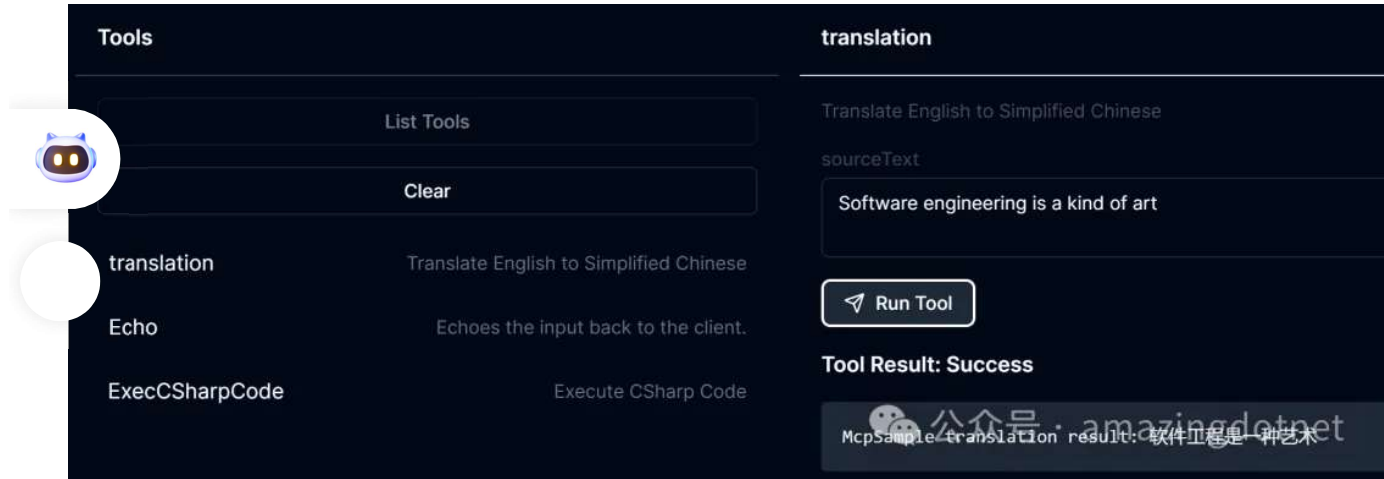 Tools
List Tools
Clear
translation Translate English to Simplified Chinese
Echo Echoes the input back to the client.
ExecCSharpCode Execute CSharp Code
translation
Translate English to Simplified Chinese
sourceText
Software engineering is a kind of art
Run Tool
Tool Result: Success
McpSample translation result: 软件工程是一种艺术
公众号 · amazingdotnet